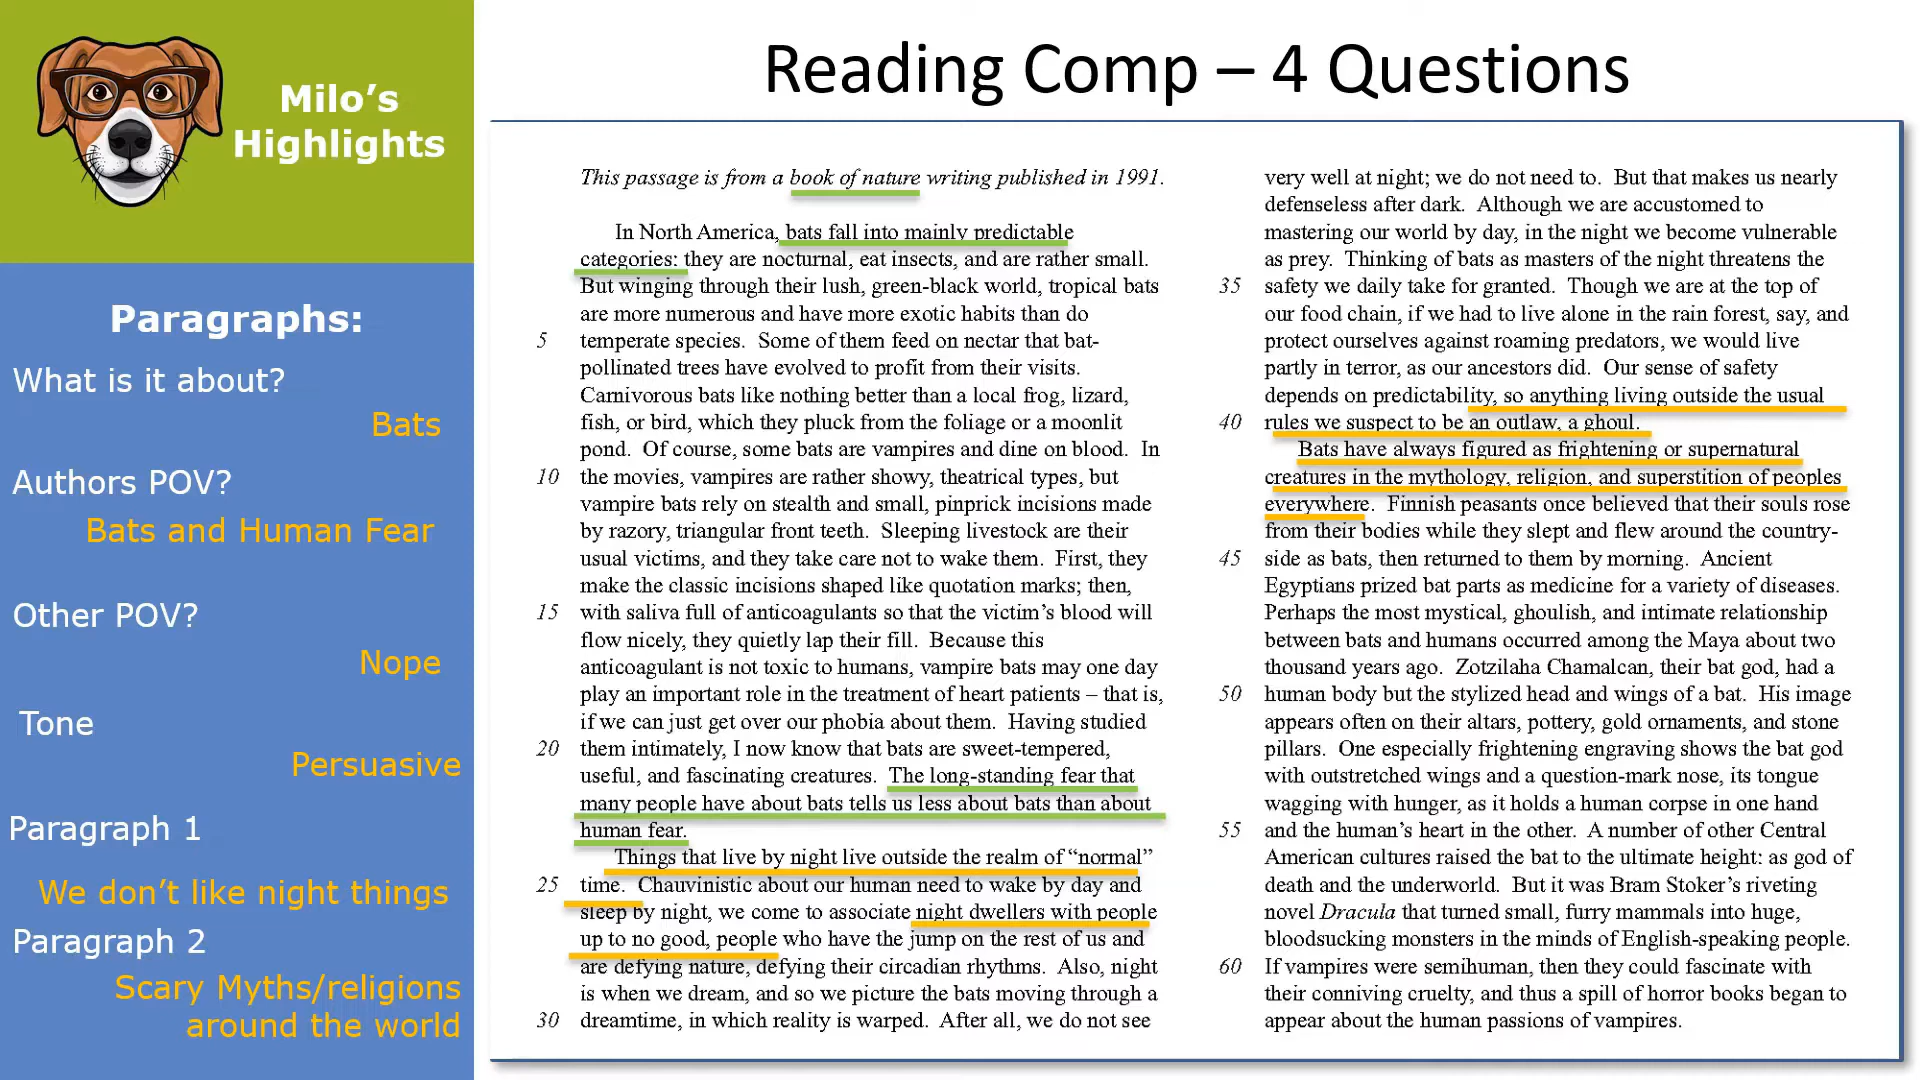 Milo's
Highlights
Paragraphs:
What is it about?
Bats
Authors POV?
Bats and Human Fear
Other POV?
Nope
Tone
Persuasive
Paragraph 1
We don't like night things
Paragraph 2
Scary Myths/religions
around the world
Reading Comp – 4 Questions
This passage is from a book of nature writing published in 1991.
In North America, bats fall into mainly predictable
categories: they are nocturnal, eat insects, and are rather small.
But winging through their lush, green-black world, tropical bats
are more numerous and have more exotic habits than do
5 temperate species. Some of them feed on nectar that bat-
pollinated trees have evolved to profit from their visits.
Carnivorous bats like nothing better than a local frog, lizard,
fish, or bird, which they pluck from the foliage or a moonlit
pond. Of course, some bats are vampires and dine on blood. In
10 the movies, vampires are rather showy, theatrical types, but
vampire bats rely on stealth and small, pinprick incisions made
by razory, triangular front teeth. Sleeping livestock are their
usual victims, and they take care not to wake them. First, they
make the classic incisions shaped like quotation marks; then,
15 with saliva full of anticoagulants so that the victim's blood will
flow nicely, they quietly lap their fill. Because this
anticoagulant is not toxic to humans, vampire bats may one day
play an important role in the treatment of heart patients – that is,
if we can just get over our phobia about them. Having studied
20 them intimately, I now know that bats are sweet-tempered,
useful, and fascinating creatures. The long-standing fear that
many people have about bats tells us less about bats than about
human fear.
Things that live by night live outside the realm of “normal”
25 time. Chauvinistic about our human need to wake by day and
sleep by night, we come to associate night dwellers with people
up to no good, people who have the jump on the rest of us and
are defying nature, defying their circadian rhythms. Also, night
is when we dream, and so we picture the bats moving through a
30 dreamtime, in which reality is warped. After all, we do not see
very well at night; we do not need to. But that makes us nearly
defenseless after dark. Although we are accustomed to
mastering our world by day, in the night we become vulnerable
as prey. Thinking of bats as masters of the night threatens the
35 safety we daily take for granted. Though we are at the top of
our food chain, if we had to live alone in the rain forest, say, and
protect ourselves against roaming predators, we would live
partly in terror, as our ancestors did. Our sense of safety
depends on predictability, so anything living outside the usual
40 rules we suspect to be an outlaw, a ghoul.
Bats have always figured as frightening or supernatural
creatures in the mythology, religion, and superstition of peoples
everywhere. Finnish peasants once believed that their souls rose
from their bodies while they slept and flew around the country-
45 side as bats, then returned to them by morning. Ancient
Egyptians prized bat parts as medicine for a variety of diseases.
Perhaps the most mystical, ghoulish, and intimate relationship
between bats and humans occurred among the Maya about two
thousand years ago. Zotzilaha Chamalcan, their bat god, had a
50 human body but the stylized head and wings of a bat. His image
appears often on their altars, pottery, gold ornaments, and stone
pillars. One especially frightening engraving shows the bat god
with outstretched wings and a question-mark nose, its tongue
wagging with hunger, as it holds a human corpse in one hand
55 and the human's heart in the other. A number of other Central
American cultures raised the bat to the ultimate height: as god of
death and the underworld. But it was Bram Stoker's riveting
novel Dracula that turned small, furry mammals into huge,
bloodsucking monsters in the minds of English-speaking people.
60 If vampires were semihuman, then they could fascinate with
their conniving cruelty, and thus a spill of horror books began to
appear about the human passions of vampires.